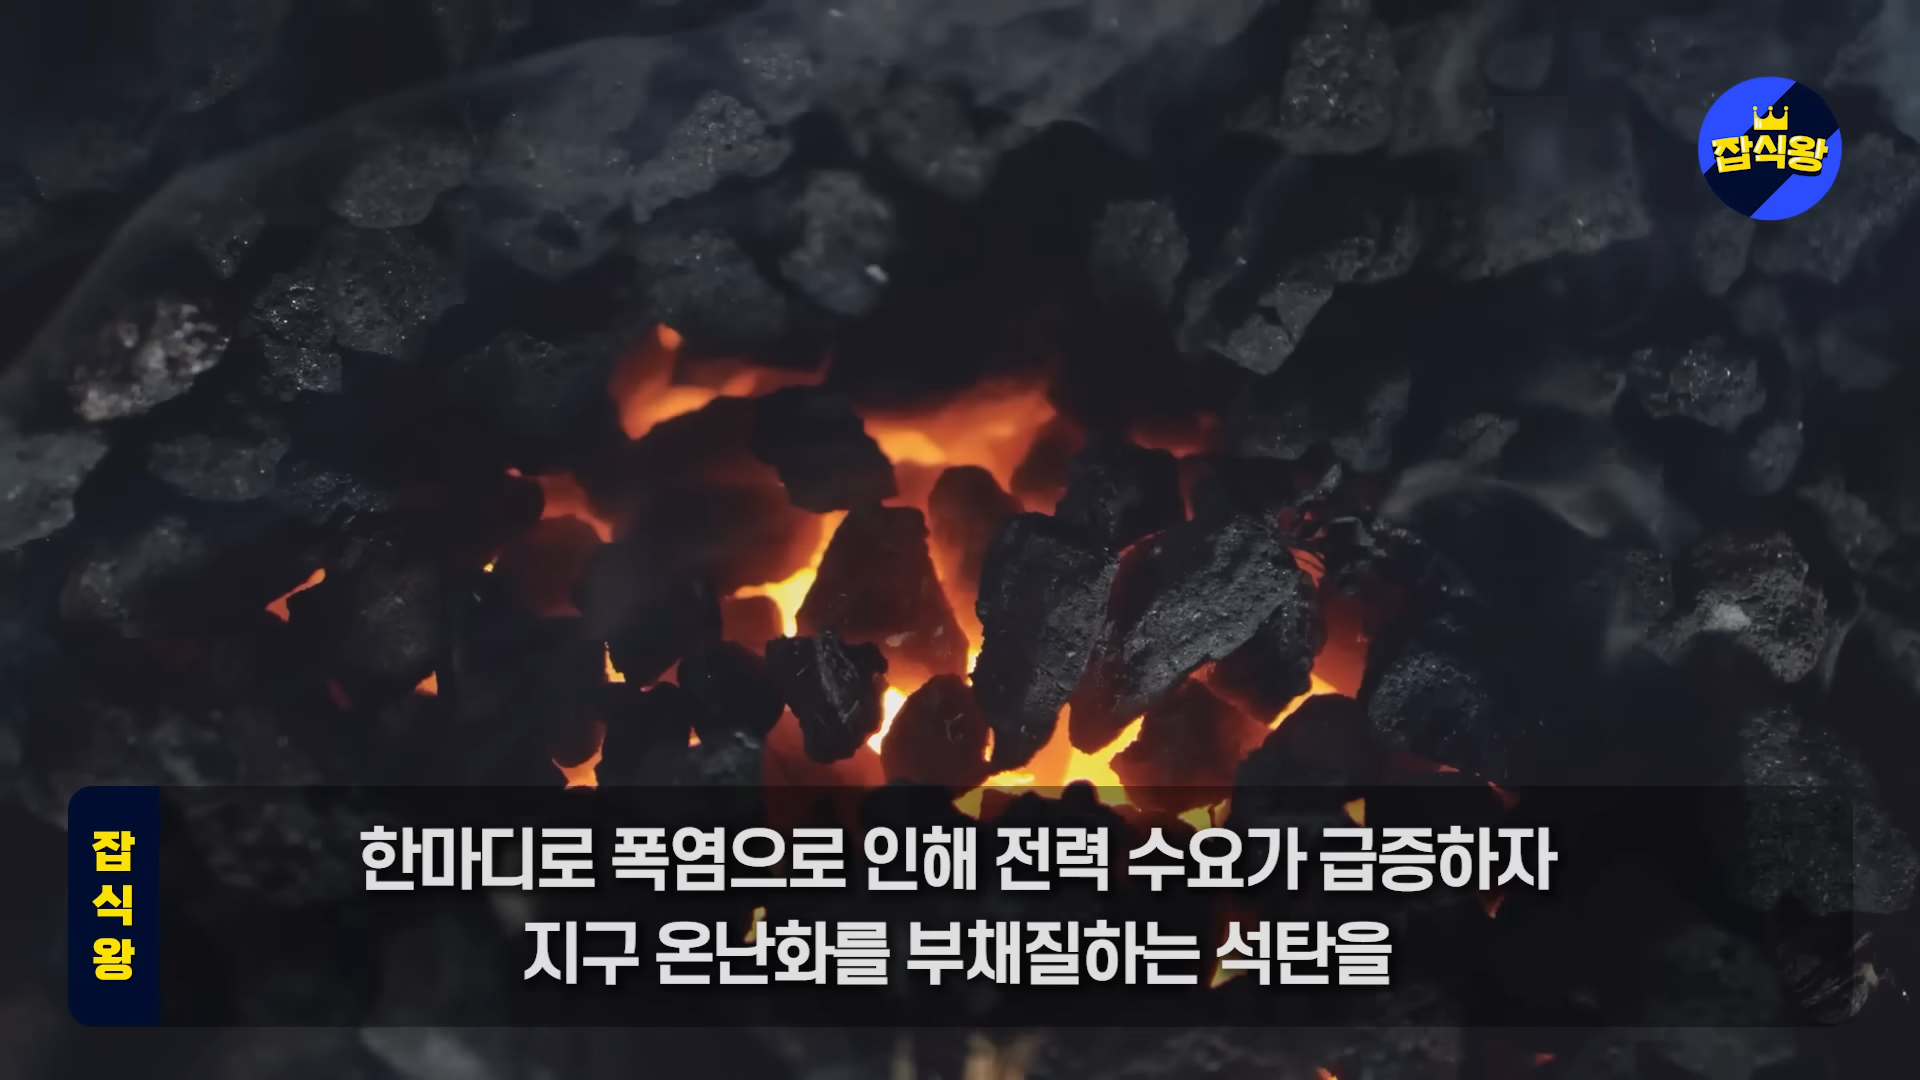 잡식왕
잡식왕
한마디로 폭염으로 인해 전력 수요가 급증하자
지구 온난화를 부채질하는 석탄을